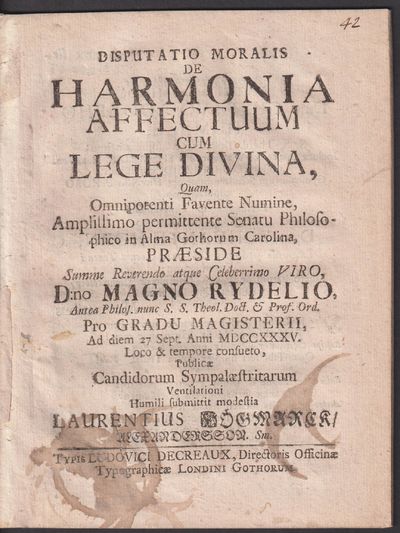 42
DISPUTATIO MORALIS
DE
HARMONIA
AFFECTUUM
CUM
LEGE DIVINA,
Quam,
Omnipotenti Favente Numine,
Amplissimo permittente Senatu Philoso-
phico in Alma Gothorum Carolina,
PRÆSIDE
Summe Reverendo atque Celeberrimo VIRO,
D:no MAGNO RYDELIO,
Antea Philos. nunc S. S. Theol. Doct. & Prof. Ord.
Pro GRADU MAGISTERII,
Ad diem 27 Sept. Anni MDCCXXXV.
Loco & tempore consueto,
Publicæ
Candidorum Sympalæstritarum
Ventilationi
Humili submittit modestia
LAURENTIUS HÖGMARCK/
ALEXANDERSSON. Sm.
TYPIS LUDOVICI DECREAUX, Directoris Officinæ
Typographicæ LONDINI GOTHORUM.